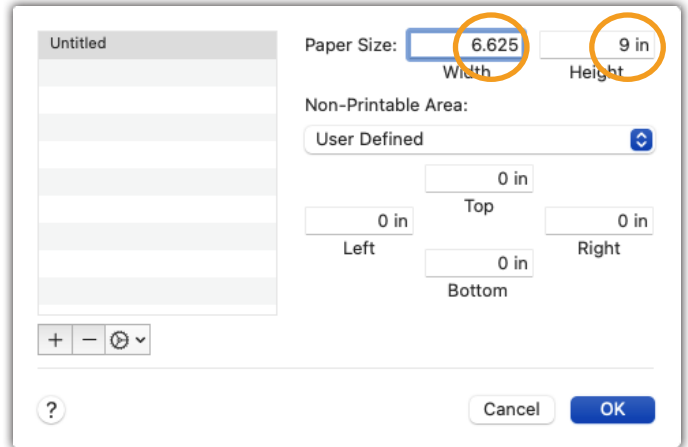 Untitled
Paper Size: 6.625 9 in
Width Height
Non-Printable Area:
User Defined
0 in
Top
0 in 0 in
Left Right
0 in
Bottom
+ −
? Cancel OK